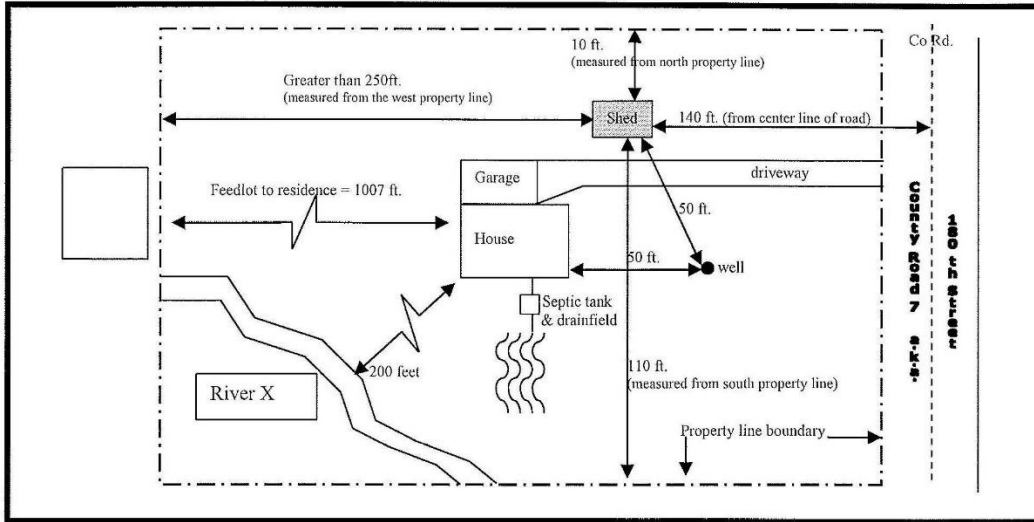 10 ft.
(measured from north property line)
Co Rd.
Greater than 250ft.
(measured from the west property line)
Shed
140 ft. (from center line of road)
Garage
driveway
Feedlot to residence = 1007 ft.
50 ft.
House
50 ft.
well
Septic tank
& drainfield
200 feet
110 ft.
(measured from south property line)
River X
Property line boundary
County Road 7 a.k.a.
180th Street